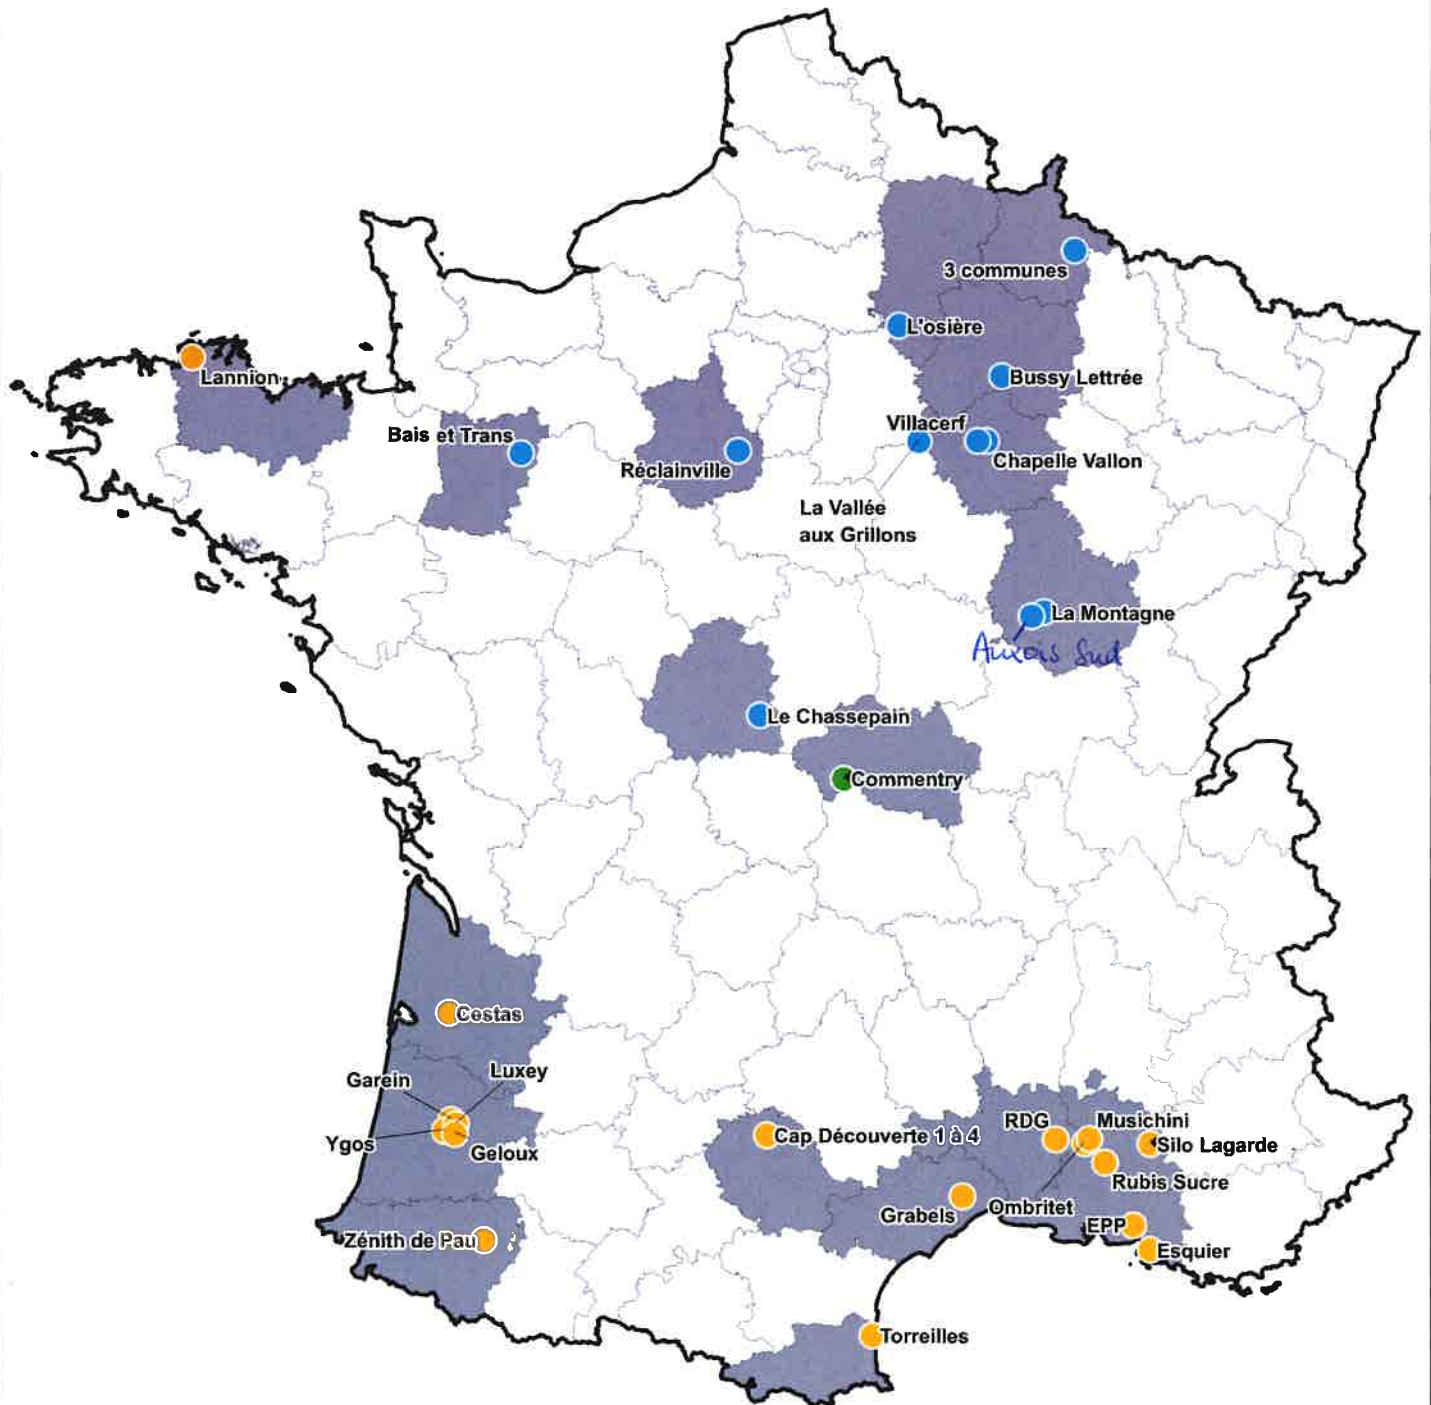 3 communes
L'osière
Lannion
Bussy Lettrée
Villacerf
Bais et Trans
Chapelle Vallon
Réclainville
La Vallée
aux Grillons
La Montagne
Auxois Sud
Le Chassepain
Commentry
Cestas
Luxey
Garein
RDG
Musichini
Cap Découverte 1 à 4
Ygos
Silo Lagarde
Geloux
Rubis Sucre
Ombritet
Grabels
EPP
Zénith de Pau
Esquier
Torreilles